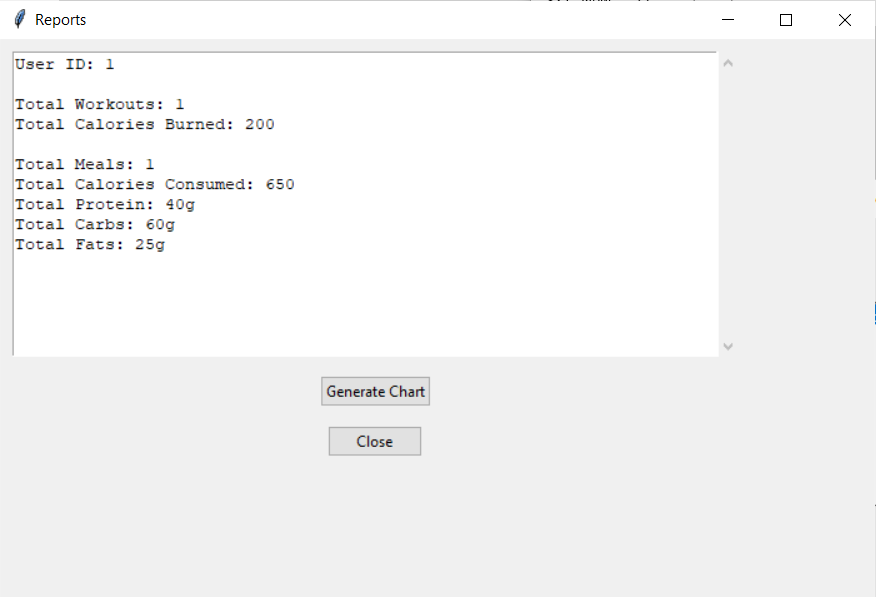 Reports
User ID: 1
Total Workouts: 1
Total Calories Burned: 200
Total Meals: 1
Total Calories Consumed: 650
Total Protein: 40g
Total Carbs: 60g
Total Fats: 25g
Generate Chart
Close